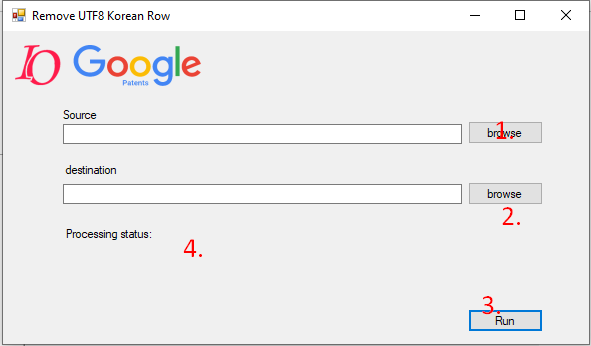 Remove UTF8 Korean Row
IO Google
Patents
Source
1.
browse
destination
browse
2.
Processing status:
4.
3.
Run